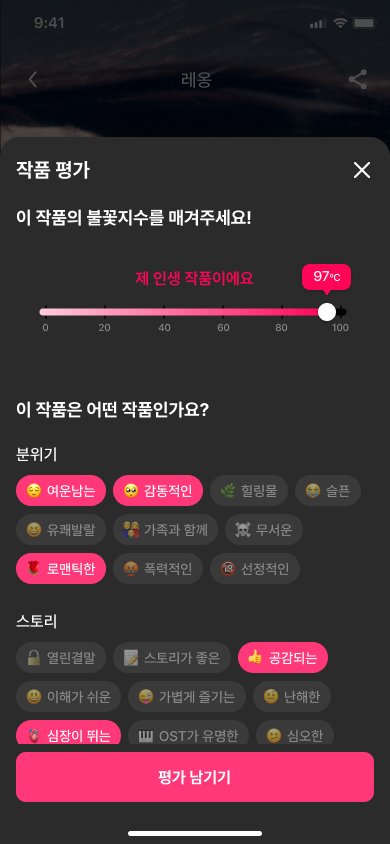 9:41
레옹
작품 평가
이 작품의 불꽃지수를 매겨주세요!
제 인생 작품이에요
97℃
0 20 40 60 80 100
이 작품은 어떤 작품인가요?
분위기
여운남는 감동적인 힐링물 슬픈
유쾌발랄 가족과 함께 무서운
로맨틱한 폭력적인 선정적인
스토리
열린결말 스토리가 좋은 공감되는
이해가 쉬운 가볍게 즐기는 난해한
심장이 뛰는 OST가 유명한 심오한
평가 남기기